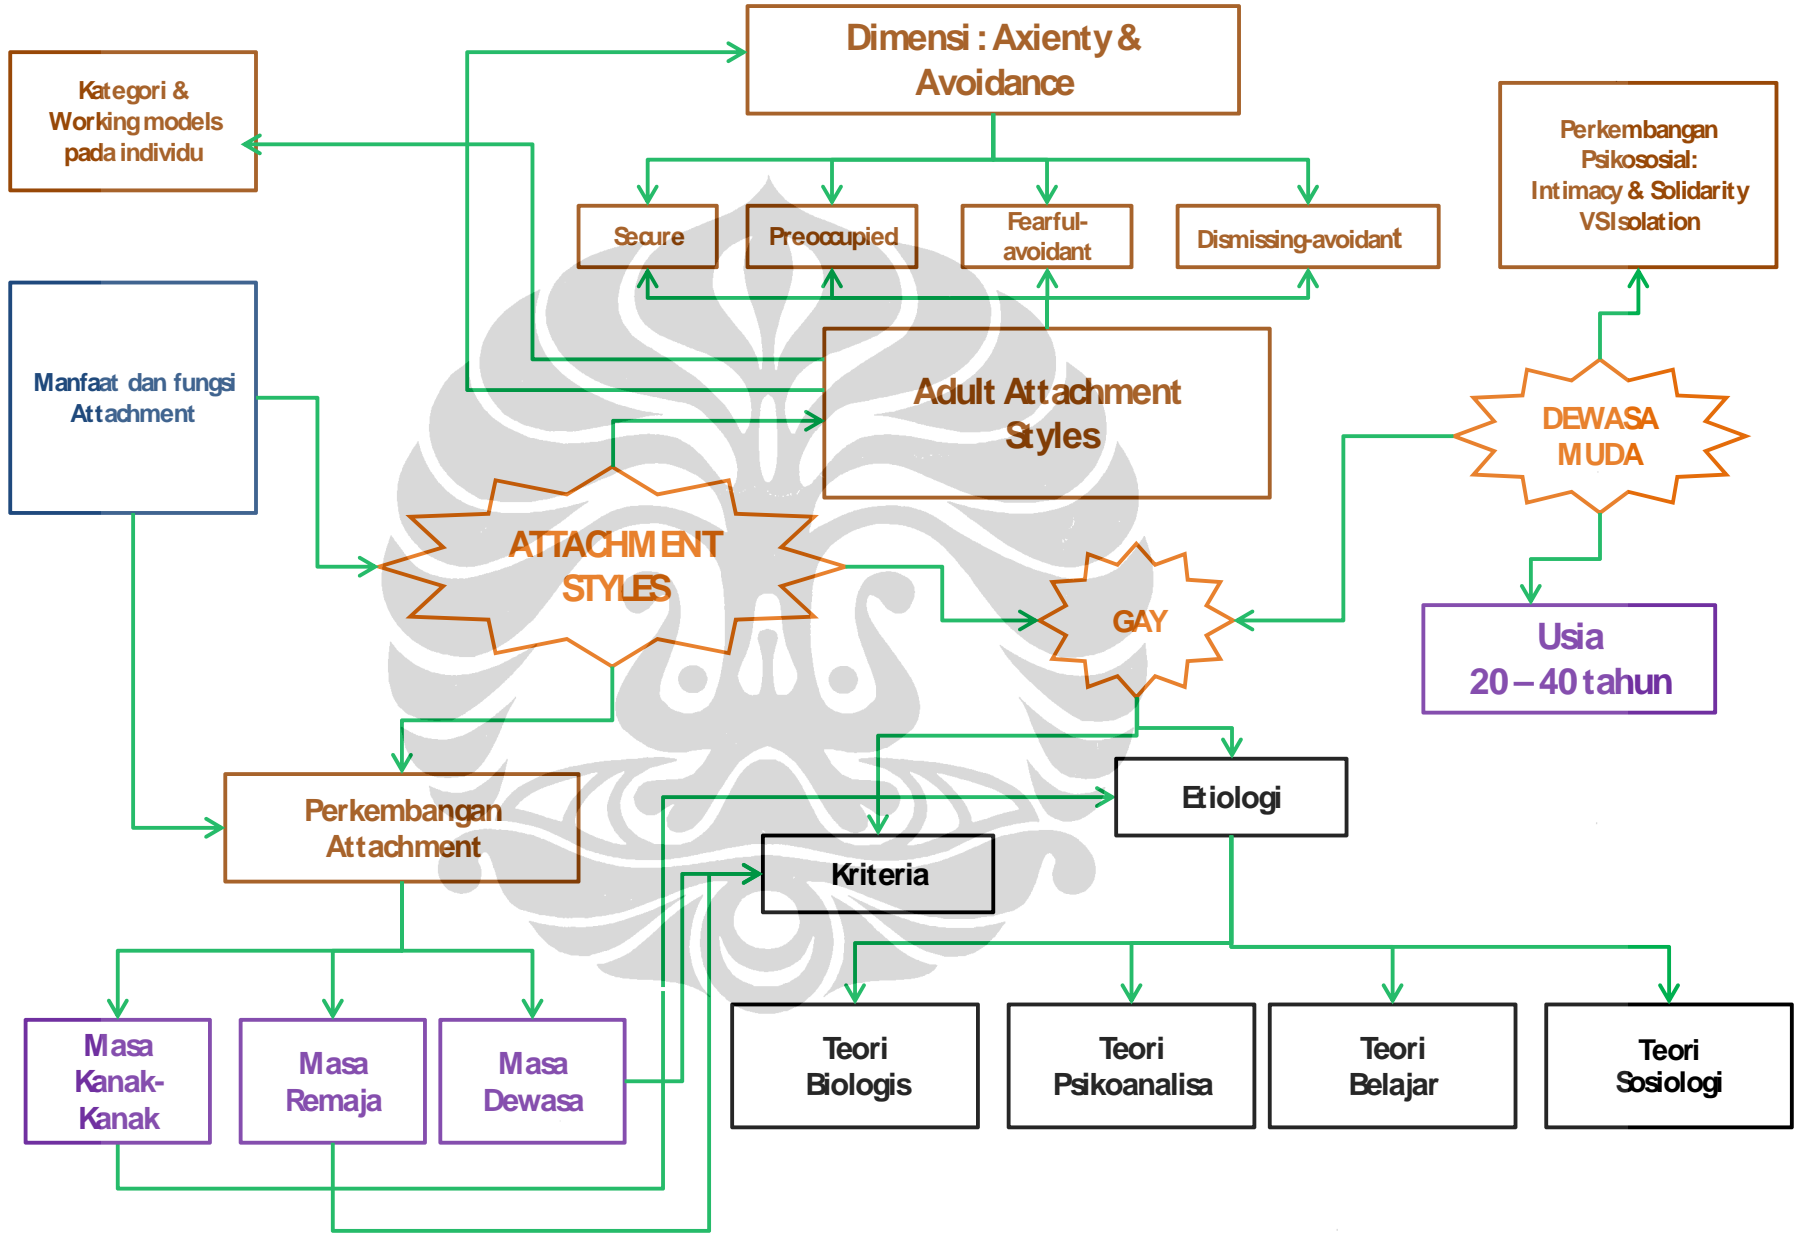 Dimensi : Axienty &
Avoidance
Kategori &
Working models
pada individu
Perkembangan
Psikososial:
Intimacy & Solidarity
VS Isolation
Secure
Preoccupied
Fearful-
avoidant
Dismissing-avoidant
Manfaat dan fungsi
Attachment
Adult Attachment
Styles
DEWASA
MUDA
ATTACHMENT
STYLES
GAY
Usia
20 – 40 tahun
Perkembangan
Attachment
Etiologi
Kriteria
Masa
Kanak-
Kanak
Masa
Remaja
Masa
Dewasa
Teori
Biologis
Teori
Psikoanalisa
Teori
Belajar
Teori
Sosiologi